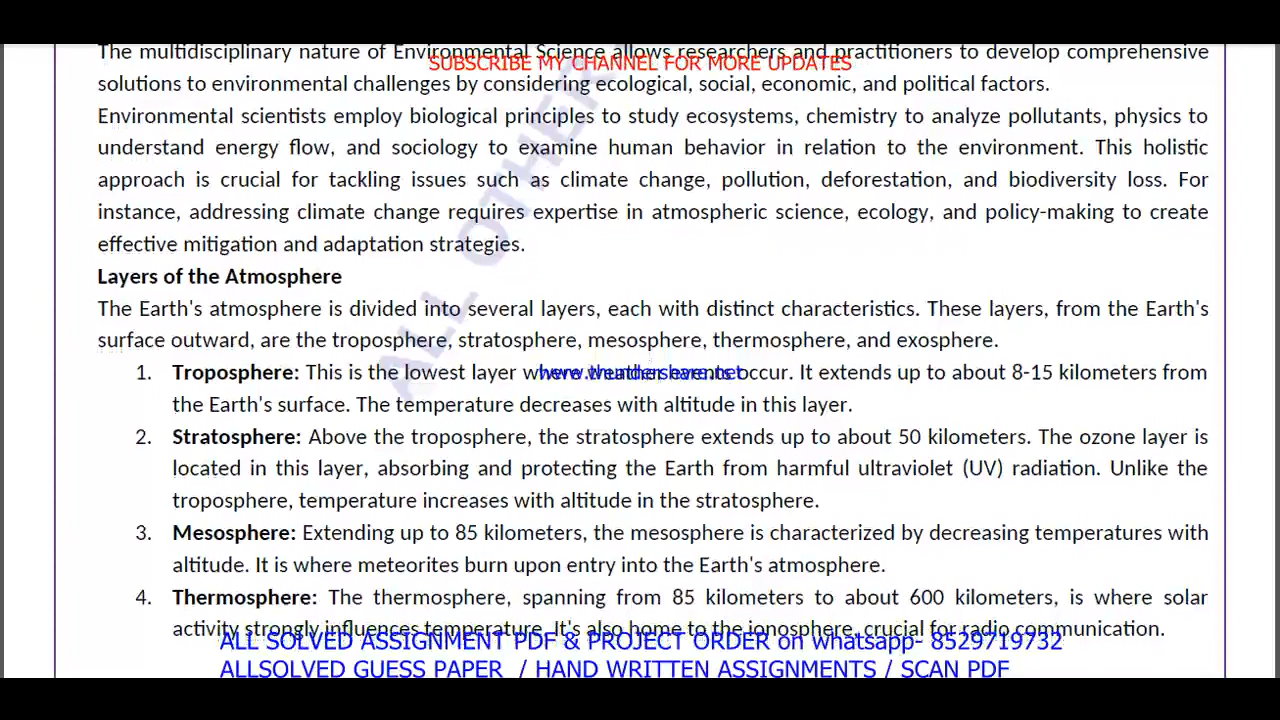 The multidisciplinary nature of Environmental Science allows researchers and practitioners to develop comprehensive
SUBSCRIBE MY CHANNEL FOR MORE UPDATES
solutions to environmental challenges by considering ecological, social, economic, and political factors.
Environmental scientists employ biological principles to study ecosystems, chemistry to analyze pollutants, physics to
understand energy flow, and sociology to examine human behavior in relation to the environment. This holistic
approach is crucial for tackling issues such as climate change, pollution, deforestation, and biodiversity loss. For
instance, addressing climate change requires expertise in atmospheric science, ecology, and policy-making to create
effective mitigation and adaptation strategies.
ALL OTHER
Layers of the Atmosphere
The Earth's atmosphere is divided into several layers, each with distinct characteristics. These layers, from the Earth's
surface outward, are the troposphere, stratosphere, mesosphere, thermosphere, and exosphere.
1. Troposphere: This is the lowest layer where weather events occur. It extends up to about 8-15 kilometers from
www.thundershare.net
the Earth's surface. The temperature decreases with altitude in this layer.
2. Stratosphere: Above the troposphere, the stratosphere extends up to about 50 kilometers. The ozone layer is
located in this layer, absorbing and protecting the Earth from harmful ultraviolet (UV) radiation. Unlike the
troposphere, temperature increases with altitude in the stratosphere.
3. Mesosphere: Extending up to 85 kilometers, the mesosphere is characterized by decreasing temperatures with
altitude. It is where meteorites burn upon entry into the Earth's atmosphere.
4. Thermosphere: The thermosphere, spanning from 85 kilometers to about 600 kilometers, is where solar
activity strongly influences temperature. It's also home to the ionosphere, crucial for radio communication.
ALL SOLVED ASSIGNMENT PDF & PROJECT ORDER on whatsapp- 8529719732
ALLSOLVED GUESS PAPER / HAND WRITTEN ASSIGNMENTS / SCAN PDF